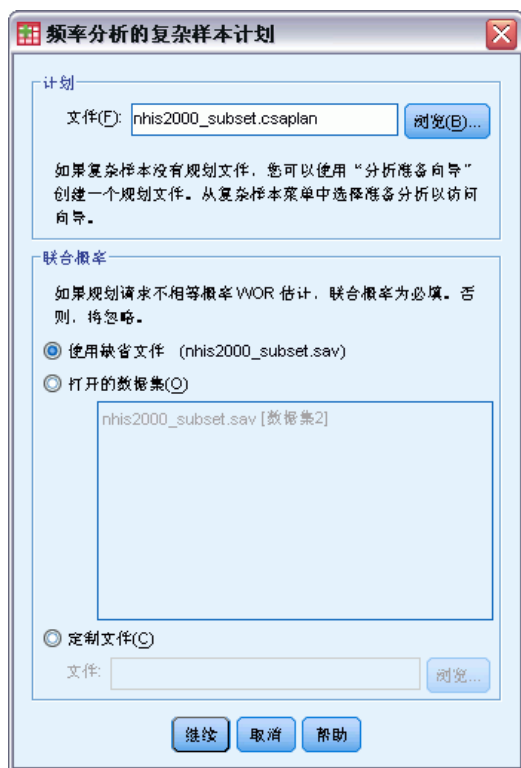 频率分析的复杂样本计划
计划
文件(F): nhis2000_subset.csaplan 浏览(B)...
如果复杂样本没有规划文件，您可以使用“分析准备向导”
创建一个规划文件。从复杂样本菜单中选择准备分析以访问
向导。
联合概率
如果规划请求不相等概率 WOR 估计，联合概率为必填。否
则，将忽略。
使用缺省文件 (nhis2000_subset.sav)
打开的数据集(O)
nhis2000_subset.sav [数据集2]
定制文件(C)
文件: 浏览...
继续 取消 帮助